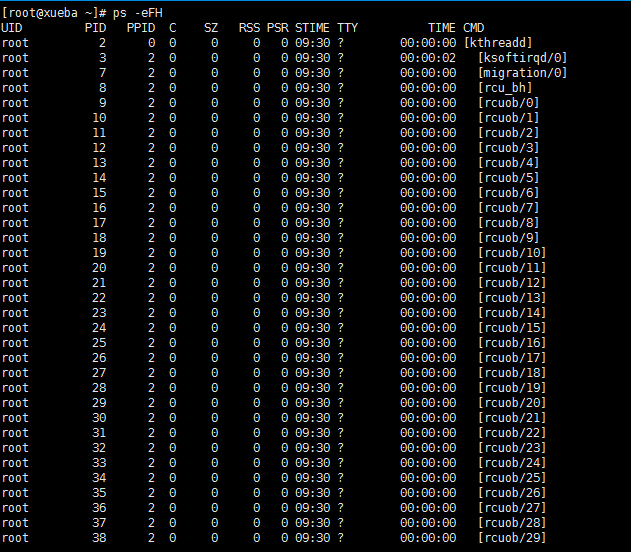 [root@xueba ~]# ps -eFH
UID        PID  PPID  C    SZ   RSS PSR STIME TTY          TIME CMD
root         2     0  0     0     0   0 09:30 ?        00:00:00 [kthreadd]
root         3     2  0     0     0   0 09:30 ?        00:00:02   [ksoftirqd/0]
root         7     2  0     0     0   0 09:30 ?        00:00:00   [migration/0]
root         8     2  0     0     0   0 09:30 ?        00:00:00   [rcu_bh]
root         9     2  0     0     0   0 09:30 ?        00:00:00   [rcuob/0]
root        10     2  0     0     0   0 09:30 ?        00:00:00   [rcuob/1]
root        11     2  0     0     0   0 09:30 ?        00:00:00   [rcuob/2]
root        12     2  0     0     0   0 09:30 ?        00:00:00   [rcuob/3]
root        13     2  0     0     0   0 09:30 ?        00:00:00   [rcuob/4]
root        14     2  0     0     0   0 09:30 ?        00:00:00   [rcuob/5]
root        15     2  0     0     0   0 09:30 ?        00:00:00   [rcuob/6]
root        16     2  0     0     0   0 09:30 ?        00:00:00   [rcuob/7]
root        17     2  0     0     0   0 09:30 ?        00:00:00   [rcuob/8]
root        18     2  0     0     0   0 09:30 ?        00:00:00   [rcuob/9]
root        19     2  0     0     0   0 09:30 ?        00:00:00   [rcuob/10]
root        20     2  0     0     0   0 09:30 ?        00:00:00   [rcuob/11]
root        21     2  0     0     0   0 09:30 ?        00:00:00   [rcuob/12]
root        22     2  0     0     0   0 09:30 ?        00:00:00   [rcuob/13]
root        23     2  0     0     0   0 09:30 ?        00:00:00   [rcuob/14]
root        24     2  0     0     0   0 09:30 ?        00:00:00   [rcuob/15]
root        25     2  0     0     0   0 09:30 ?        00:00:00   [rcuob/16]
root        26     2  0     0     0   0 09:30 ?        00:00:00   [rcuob/17]
root        27     2  0     0     0   0 09:30 ?        00:00:00   [rcuob/18]
root        28     2  0     0     0   0 09:30 ?        00:00:00   [rcuob/19]
root        29     2  0     0     0   0 09:30 ?        00:00:00   [rcuob/20]
root        30     2  0     0     0   0 09:30 ?        00:00:00   [rcuob/21]
root        31     2  0     0     0   0 09:30 ?        00:00:00   [rcuob/22]
root        32     2  0     0     0   0 09:30 ?        00:00:00   [rcuob/23]
root        33     2  0     0     0   0 09:30 ?        00:00:00   [rcuob/24]
root        34     2  0     0     0   0 09:30 ?        00:00:00   [rcuob/25]
root        35     2  0     0     0   0 09:30 ?        00:00:00   [rcuob/26]
root        36     2  0     0     0   0 09:30 ?        00:00:00   [rcuob/27]
root        37     2  0     0     0   0 09:30 ?        00:00:00   [rcuob/28]
root        38     2  0     0     0   0 09:30 ?        00:00:00   [rcuob/29]